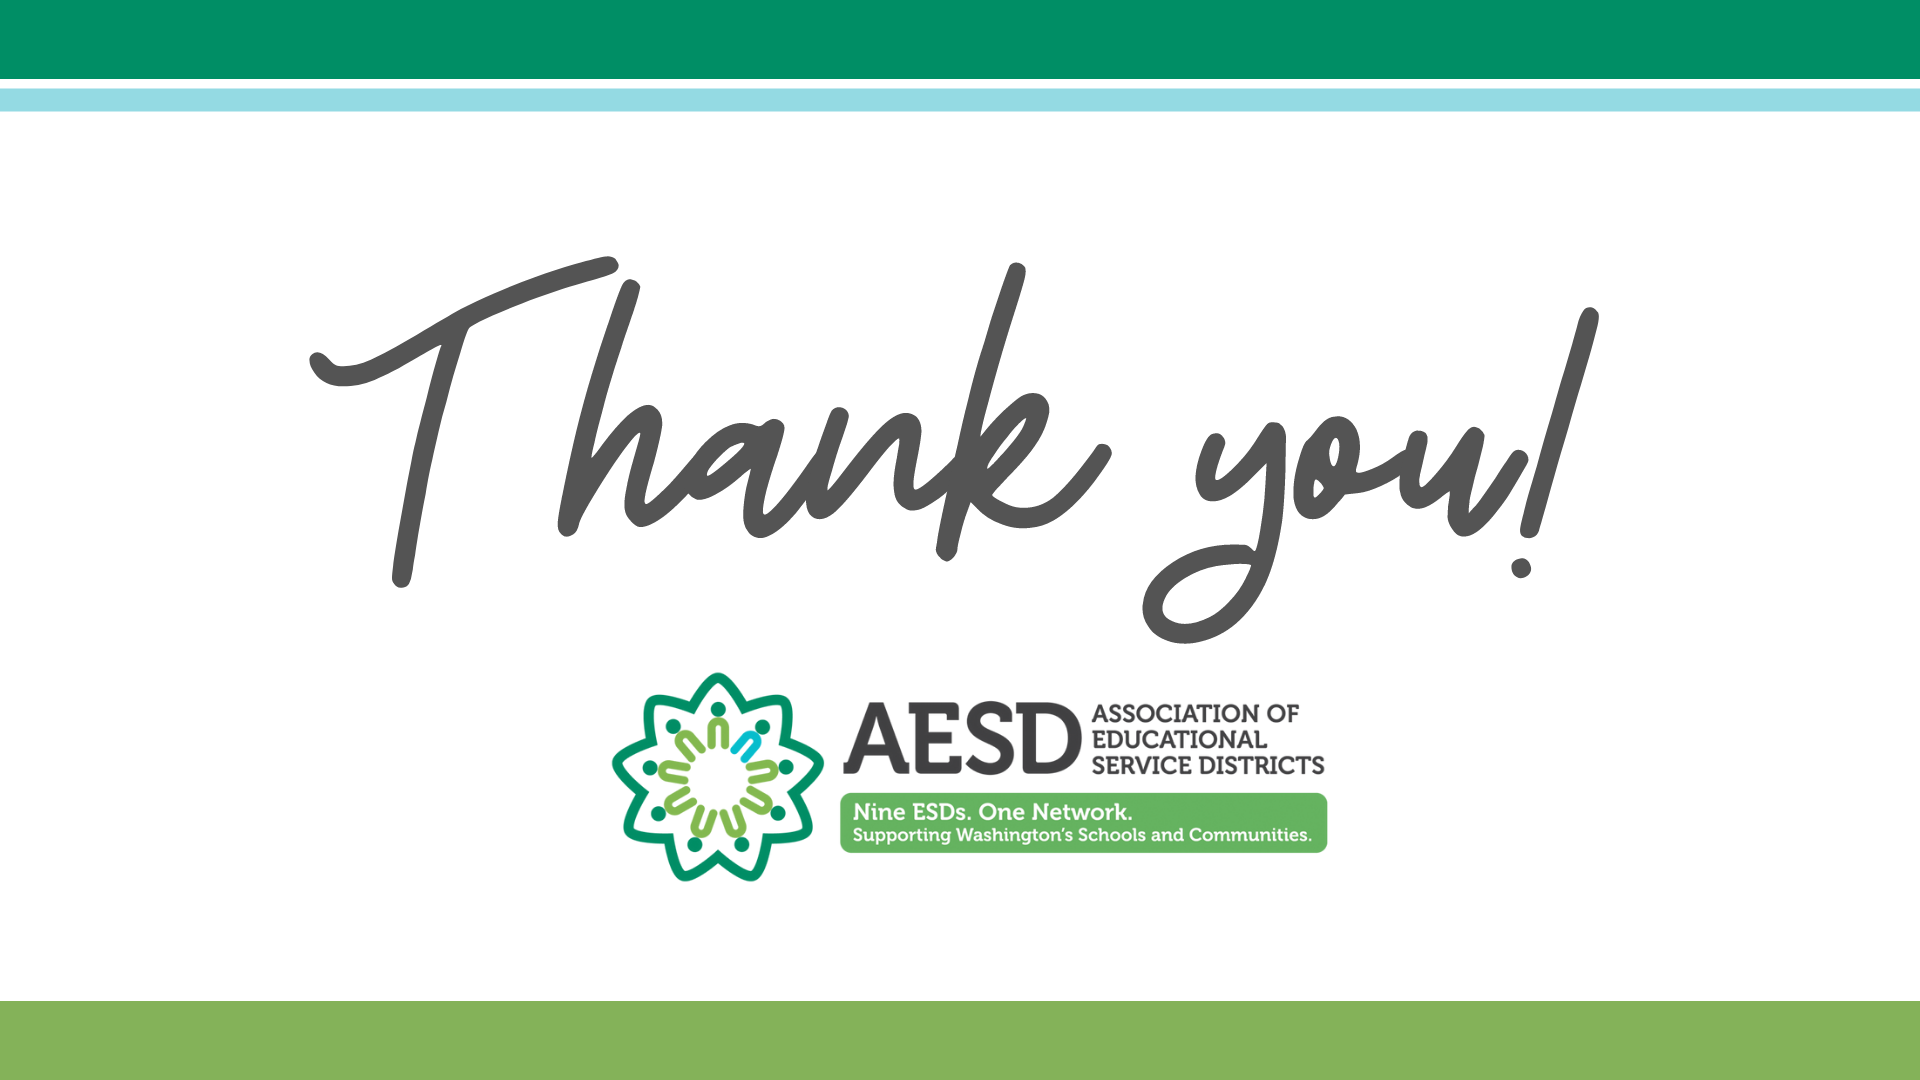 Thank you!
AESD
ASSOCIATION OF
EDUCATIONAL
SERVICE DISTRICTS
Nine ESDs. One Network.
Supporting Washington's Schools and Communities.